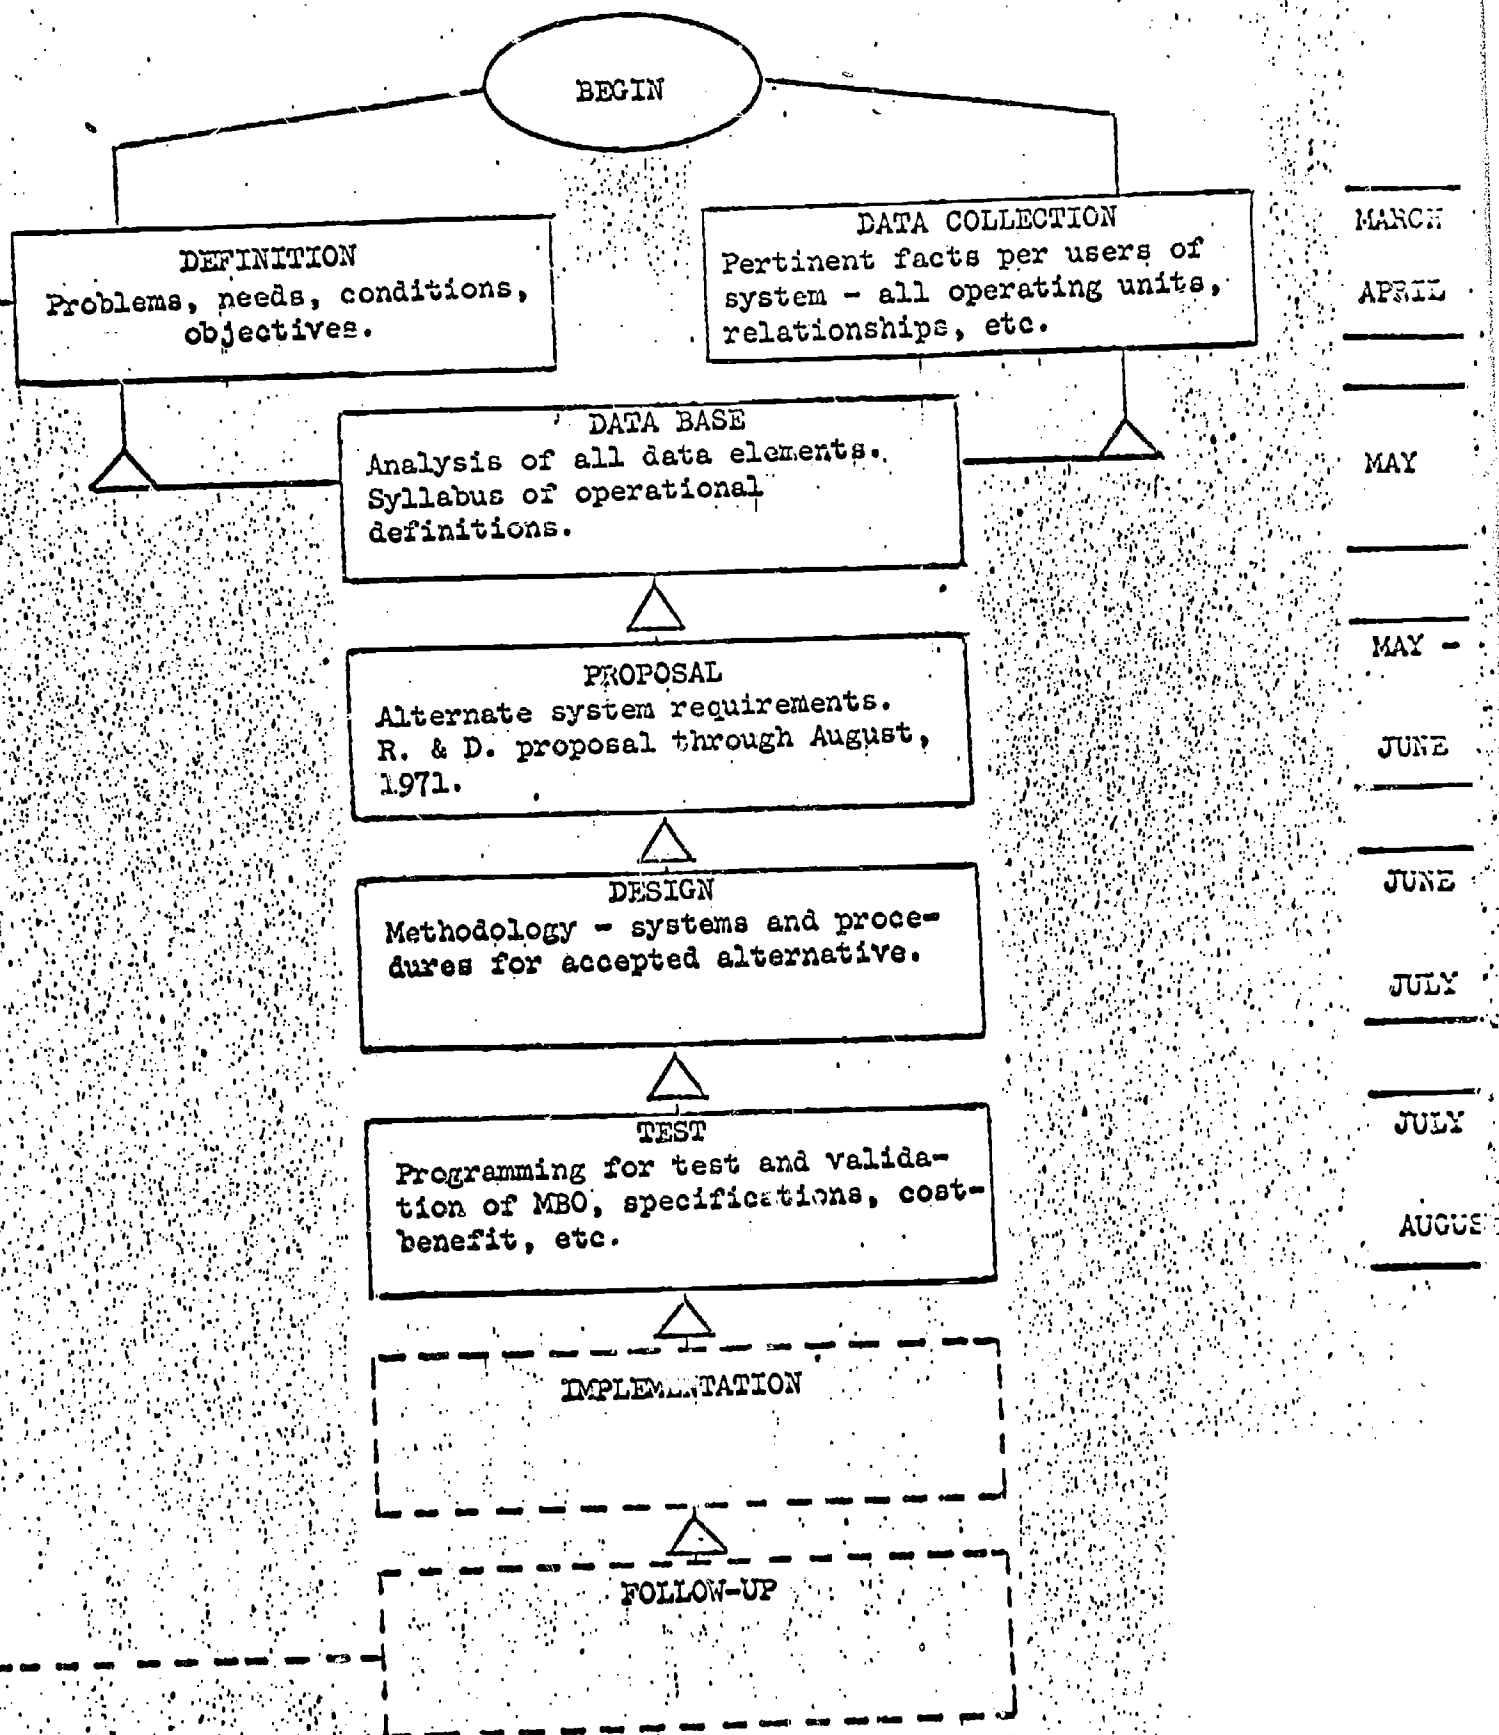 BEGIN
DEFINITION
Problems, needs, conditions,
objectives.
DATA COLLECTION
Pertinent facts per users of
system - all operating units,
relationships, etc.
MARCH
APRIL
DATA BASE
Analysis of all data elements.
Syllabus of operational
definitions.
MAY
PROPOSAL
Alternate system requirements.
R. & D. proposal through August,
1971.
MAY -
JUNE
DESIGN
Methodology - systems and proce-
dures for accepted alternative.
JUNE
JULY
TEST
Programming for test and valida-
tion of MBO, specifications, cost-
benefit, etc.
JULY
AUGUS
IMPLEMENTATION
FOLLOW-UP